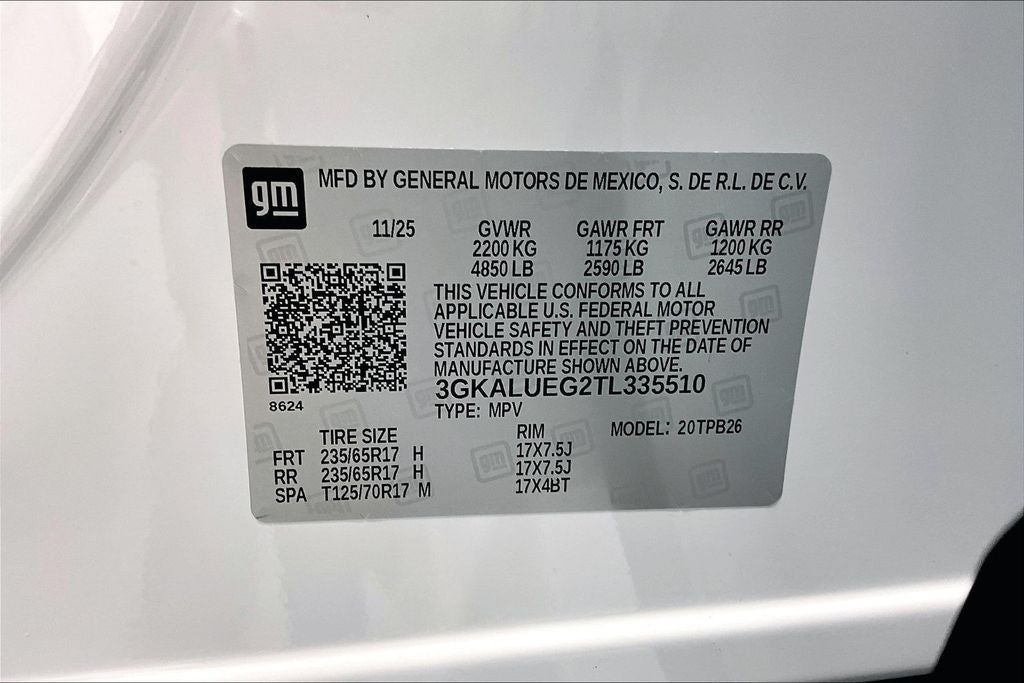 gm
MFD BY GENERAL MOTORS DE MEXICO, S. DE R.L. DE C.V.
11/25 GVWR GAWR FRT GAWR RR
2200 KG 1175 KG 1200 KG
4850 LB 2590 LB 2645 LB
THIS VEHICLE CONFORMS TO ALL
APPLICABLE U.S. FEDERAL MOTOR
VEHICLE SAFETY AND THEFT PREVENTION
STANDARDS IN EFFECT ON THE DATE OF
MANUFACTURE SHOWN ABOVE.
3GKALUEG2TL335510
8624
TYPE: MPV
TIRE SIZE RIM MODEL: 20TPB26
FRT 235/65R17 H 17X7.5J
RR 235/65R17 H 17X7.5J
SPA T125/70R17 M 17X4BT